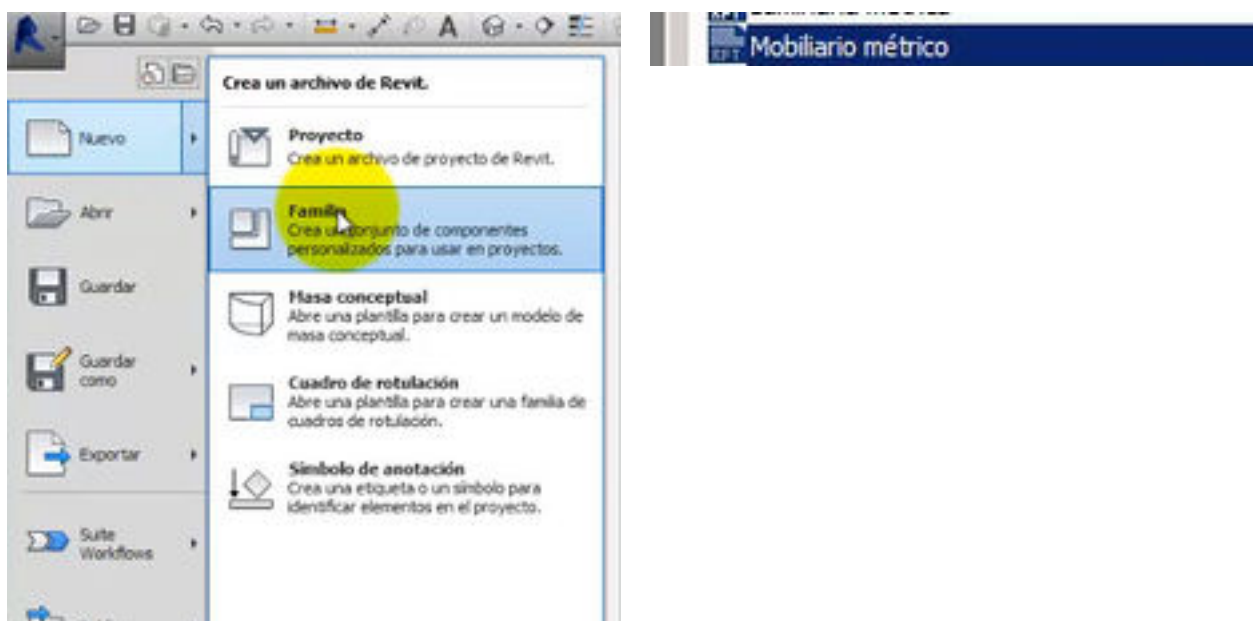 A
Crea un archivo de Revit.
Nuevo
Proyecto
Crea un archivo de proyecto de Revit.
Abrir
Familia
Crea un conjunto de componentes
personalizados para usar en proyectos.
Guardar
Masa conceptual
Abre una plantilla para crear un modelo de
masa conceptual.
Guardar
como
Cuadro de rotulación
Abre una plantilla para crear una familia de
cuadros de rotulación.
Exportar
Símbolo de anotación
Crea una etiqueta o un símbolo para
identificar elementos en el proyecto.
Suite
Workflows
RFT
Mobiliario métrico